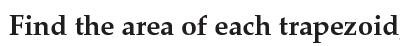 Find the area of each trapezoid,